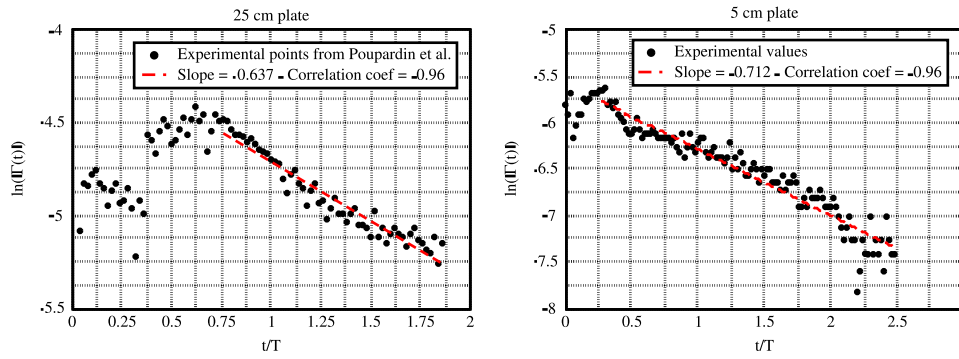 25 cm plate
-4
-4.5
-5
-5.5
ln(|Γ(t)|)
Experimental points from Poupardin et al.
Slope = -0.637 - Correlation coef = -0.96
0 0.25 0.5 0.75 1 1.25 1.5 1.75 2
t/T
5 cm plate
-5
-5.5
-6
-6.5
-7
-7.5
-8
ln(|Γ(t)|)
Experimental values
Slope = -0.712 - Correlation coef = -0.96
0 0.5 1 1.5 2 2.5
t/T